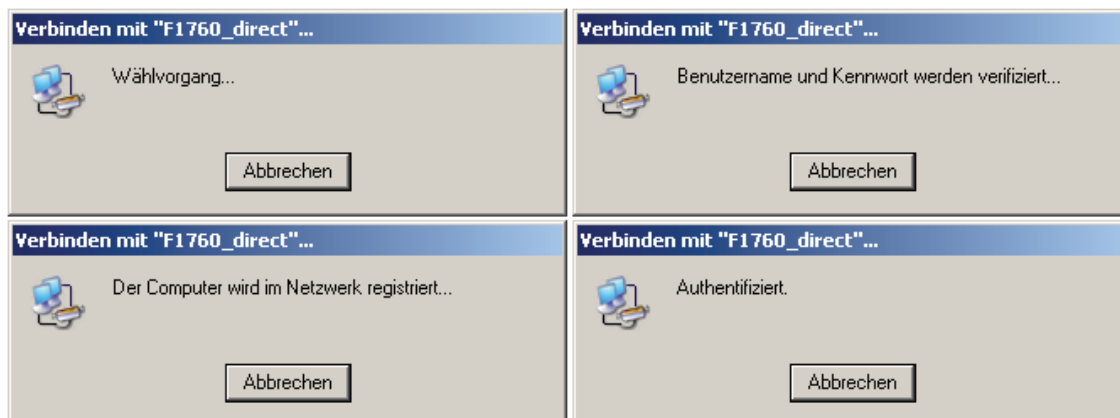 Verbinden mit "F1760_direct"...
Wählvorgang...
Abbrechen
Verbinden mit "F1760_direct"...
Benutzername und Kennwort werden verifiziert...
Abbrechen
Verbinden mit "F1760_direct"...
Der Computer wird im Netzwerk registriert...
Abbrechen
Verbinden mit "F1760_direct"...
Authentifiziert.
Abbrechen